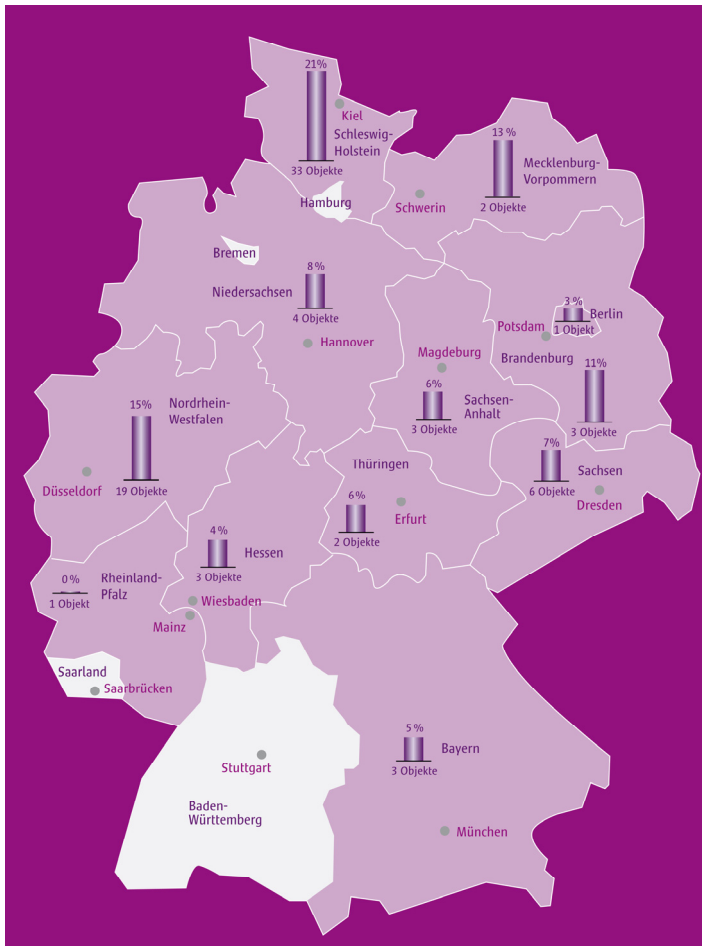 21%
Kiel
Schleswig-
Holstein
33 Objekte
13 %
Mecklenburg-
Vorpommern
2 Objekte
Schwerin
Hamburg
Bremen
8 %
Niedersachsen
4 Objekte
Hannover
3 %
Berlin
1 Objekt
Potsdam
Brandenburg
11%
3 Objekte
Magdeburg
6%
Sachsen-
Anhalt
3 Objekte
15%
Nordrhein-
Westfalen
19 Objekte
Düsseldorf
7%
Sachsen
6 Objekte
Dresden
Thüringen
6 %
Erfurt
2 Objekte
4 %
Hessen
3 Objekte
Wiesbaden
0 %
Rheinland-
Pfalz
1 Objekt
Mainz
Saarland
Saarbrücken
Stuttgart
Baden-
Württemberg
5 %
Bayern
3 Objekte
München